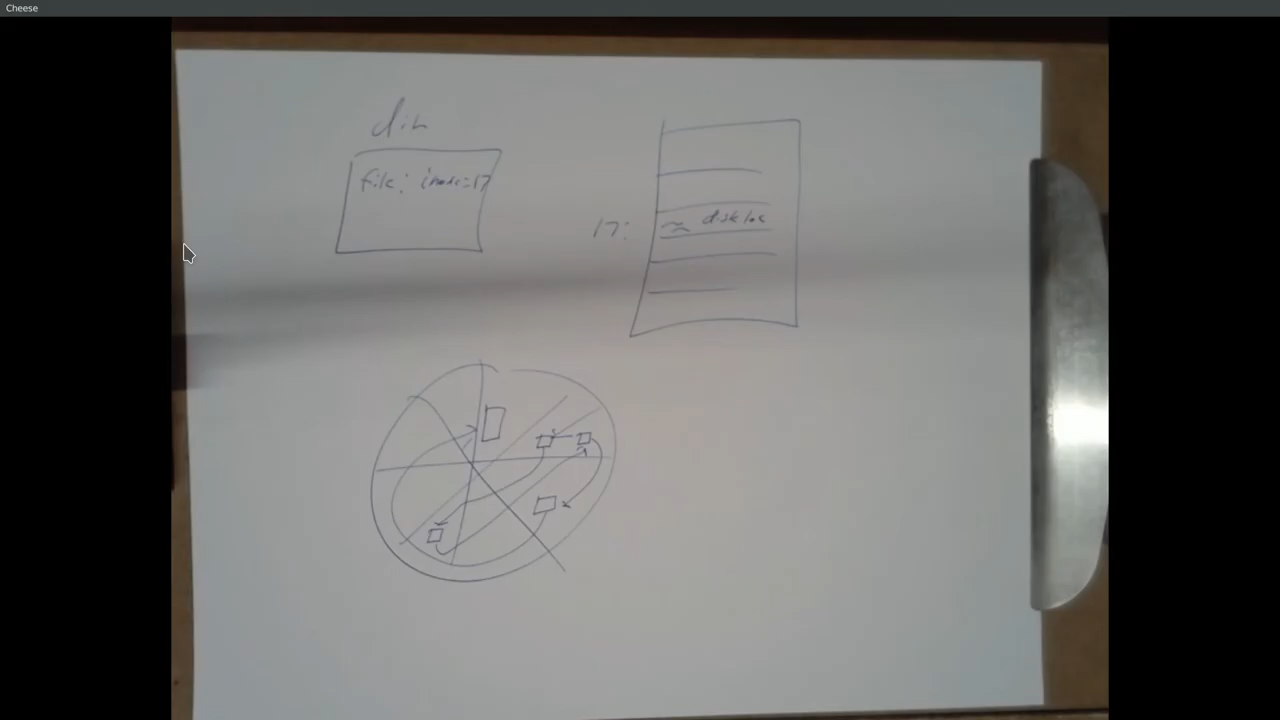 Cheese
dir
file: inode=17
17: disk loc